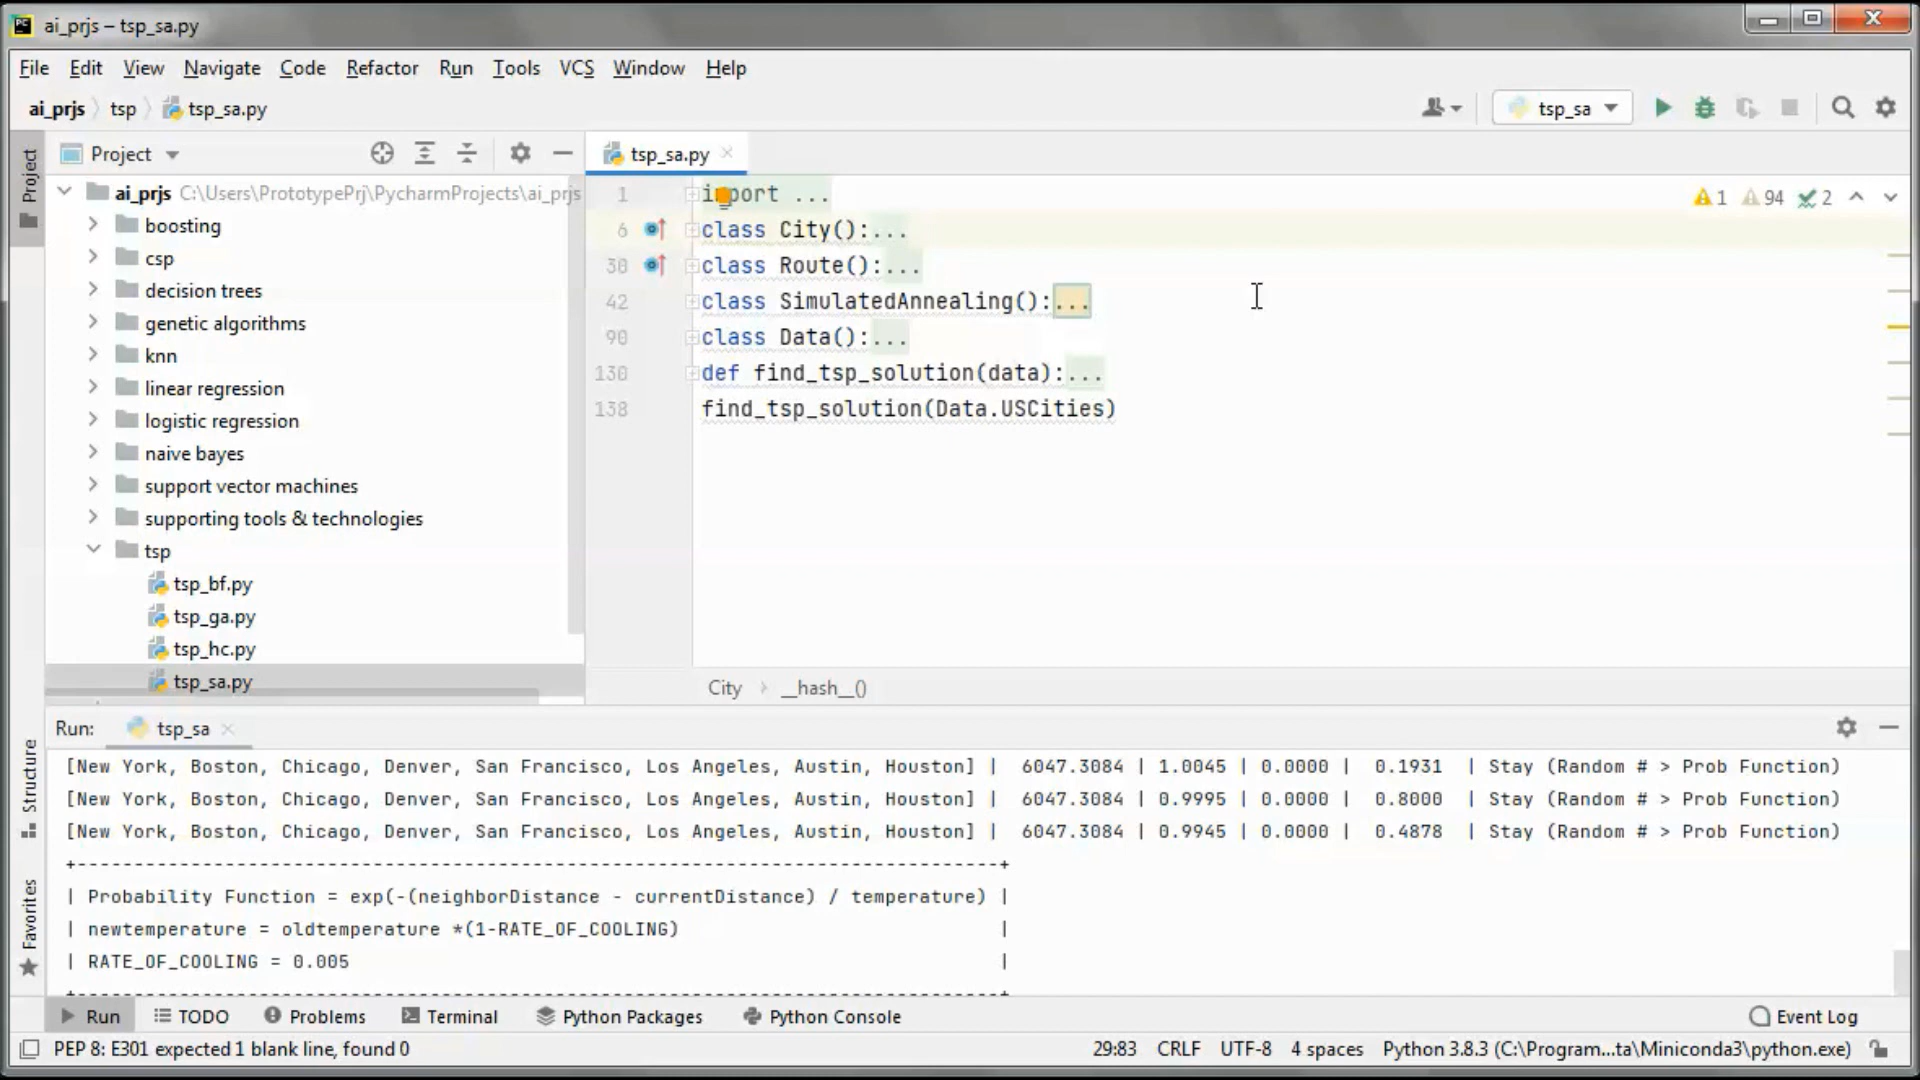 ai_prjs – tsp_sa.py
File Edit View Navigate Code Refactor Run Tools VCS Window Help
ai_prjs tsp tsp_sa.py
tsp_sa
Project
Project
tsp_sa.py
ai_prjs C:\Users\PrototypePrj\PycharmProjects\ai_prjs
boosting
csp
decision trees
genetic algorithms
knn
linear regression
logistic regression
naive bayes
support vector machines
supporting tools & technologies
tsp
tsp_bf.py
tsp_ga.py
tsp_hc.py
tsp_sa.py
1 import ...
6 class City():...
30 class Route():...
42 class SimulatedAnnealing():...
90 class Data():...
130 def find_tsp_solution(data):...
138 find_tsp_solution(Data.USCities)
1 94 2
City __hash__()
Structure
Favorites
Run: tsp_sa
[New York, Boston, Chicago, Denver, San Francisco, Los Angeles, Austin, Houston] | 6047.3084 | 1.0045 | 0.0000 | 0.1931 | Stay (Random # > Prob Function)
[New York, Boston, Chicago, Denver, San Francisco, Los Angeles, Austin, Houston] | 6047.3084 | 0.9995 | 0.0000 | 0.8000 | Stay (Random # > Prob Function)
[New York, Boston, Chicago, Denver, San Francisco, Los Angeles, Austin, Houston] | 6047.3084 | 0.9945 | 0.0000 | 0.4878 | Stay (Random # > Prob Function)
+------------------------------------------------------------------------------------+
| Probability Function = exp(-(neighborDistance - currentDistance) / temperature) |
| newtemperature = oldtemperature *(1-RATE_OF_COOLING) |
| RATE_OF_COOLING = 0.005 |
+------------------------------------------------------------------------------------+
Run TODO Problems Terminal Python Packages Python Console Event Log
PEP 8: E301 expected 1 blank line, found 0 29:83 CRLF UTF-8 4 spaces Python 3.8.3 (C:\Program...ta\Miniconda3\python.exe)